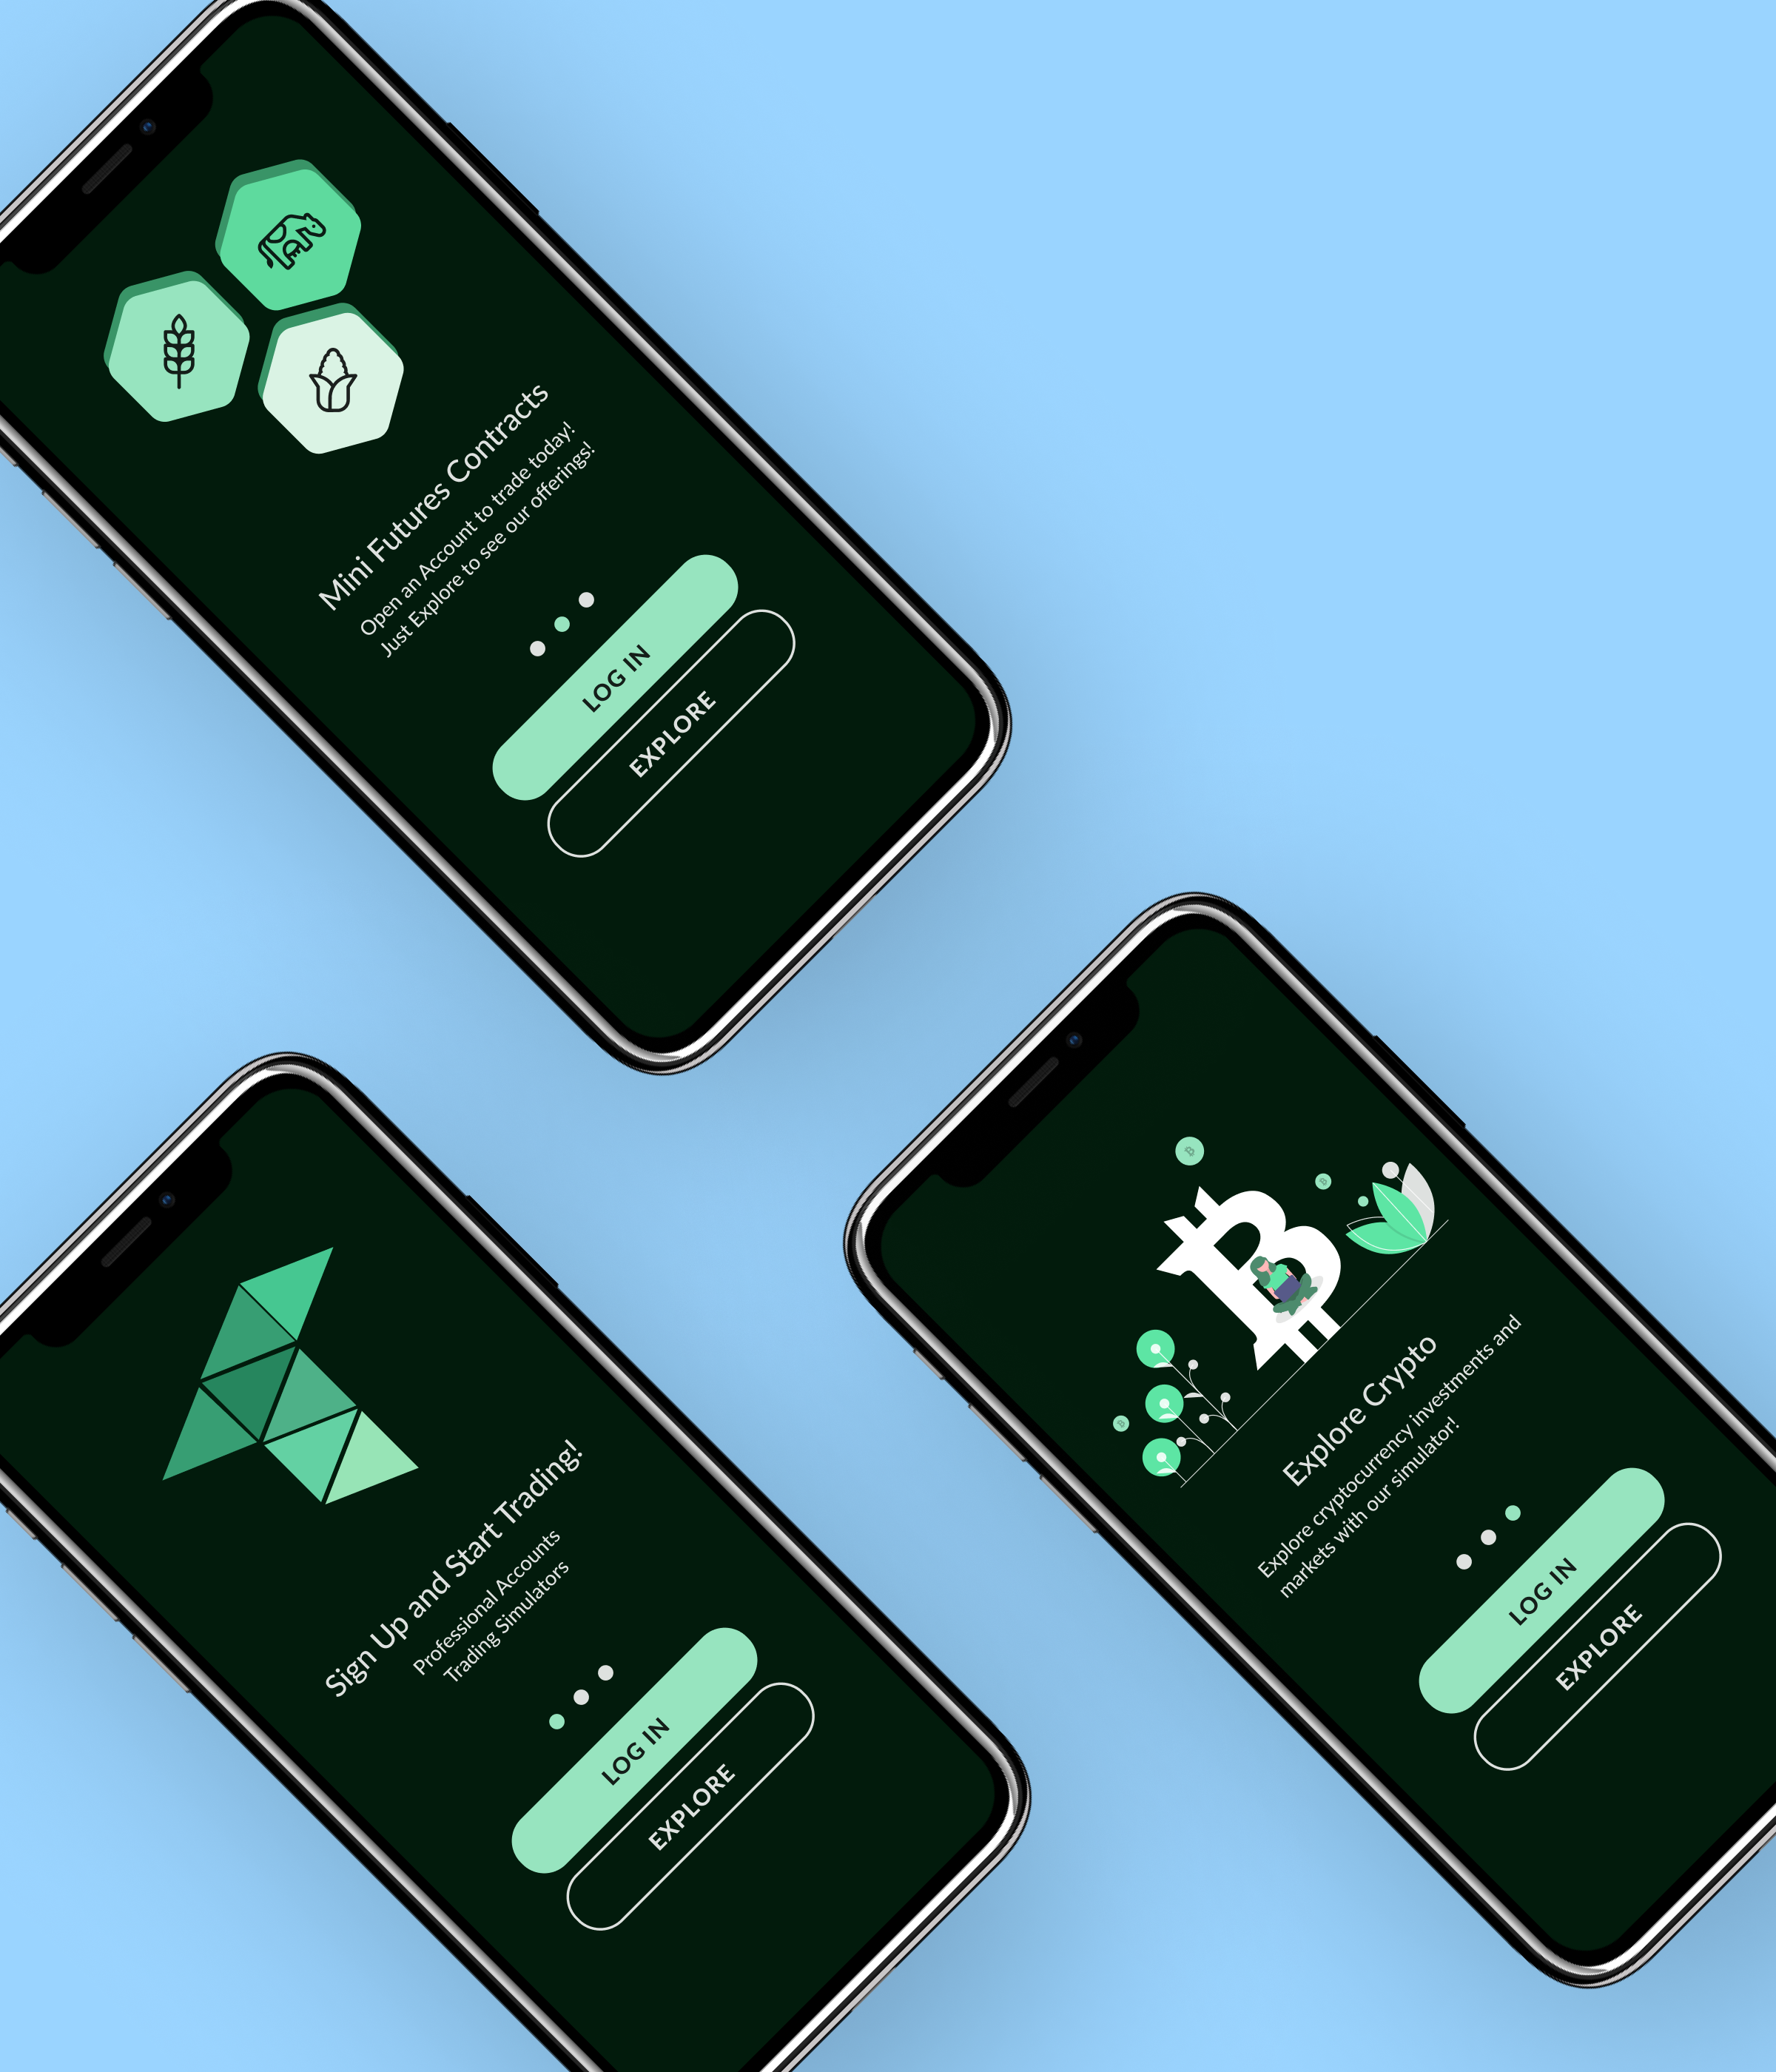 Mini Futures Contracts
Open an Account to trade today!
Just Explore to see our offerings!
LOG IN
EXPLORE
Sign Up and Start Trading!
Professional Accounts
Trading Simulators
LOG IN
EXPLORE
Explore Crypto
Explore cryptocurrency investments and
markets with our simulator!
LOG IN
EXPLORE